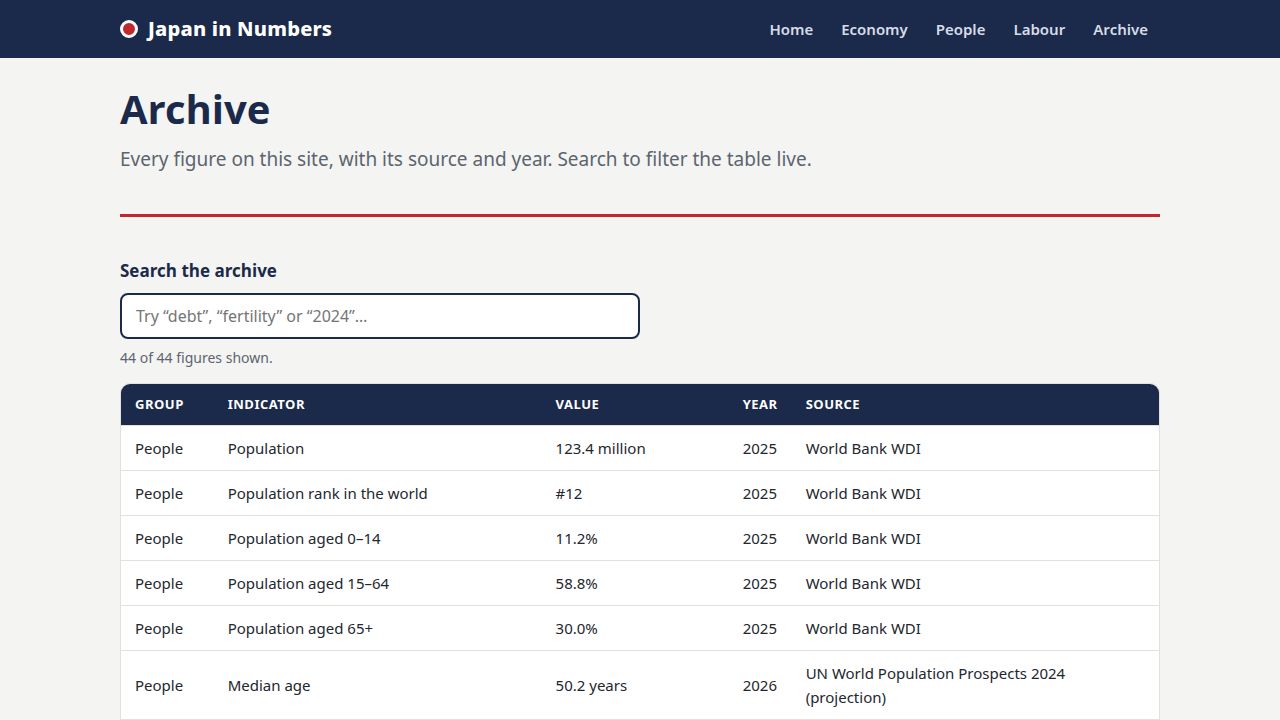 Japan in Numbers
Home Economy People Labour Archive
Archive
Every figure on this site, with its source and year. Search to filter the table live.
Search the archive
Try “debt”, “fertility” or “2024”…
44 of 44 figures shown.
GROUP INDICATOR VALUE YEAR SOURCE
People Population 123.4 million 2025 World Bank WDI
People Population rank in the world #12 2025 World Bank WDI
People Population aged 0–14 11.2% 2025 World Bank WDI
People Population aged 15–64 58.8% 2025 World Bank WDI
People Population aged 65+ 30.0% 2025 World Bank WDI
People Median age 50.2 years 2026 UN World Population Prospects 2024
(projection)